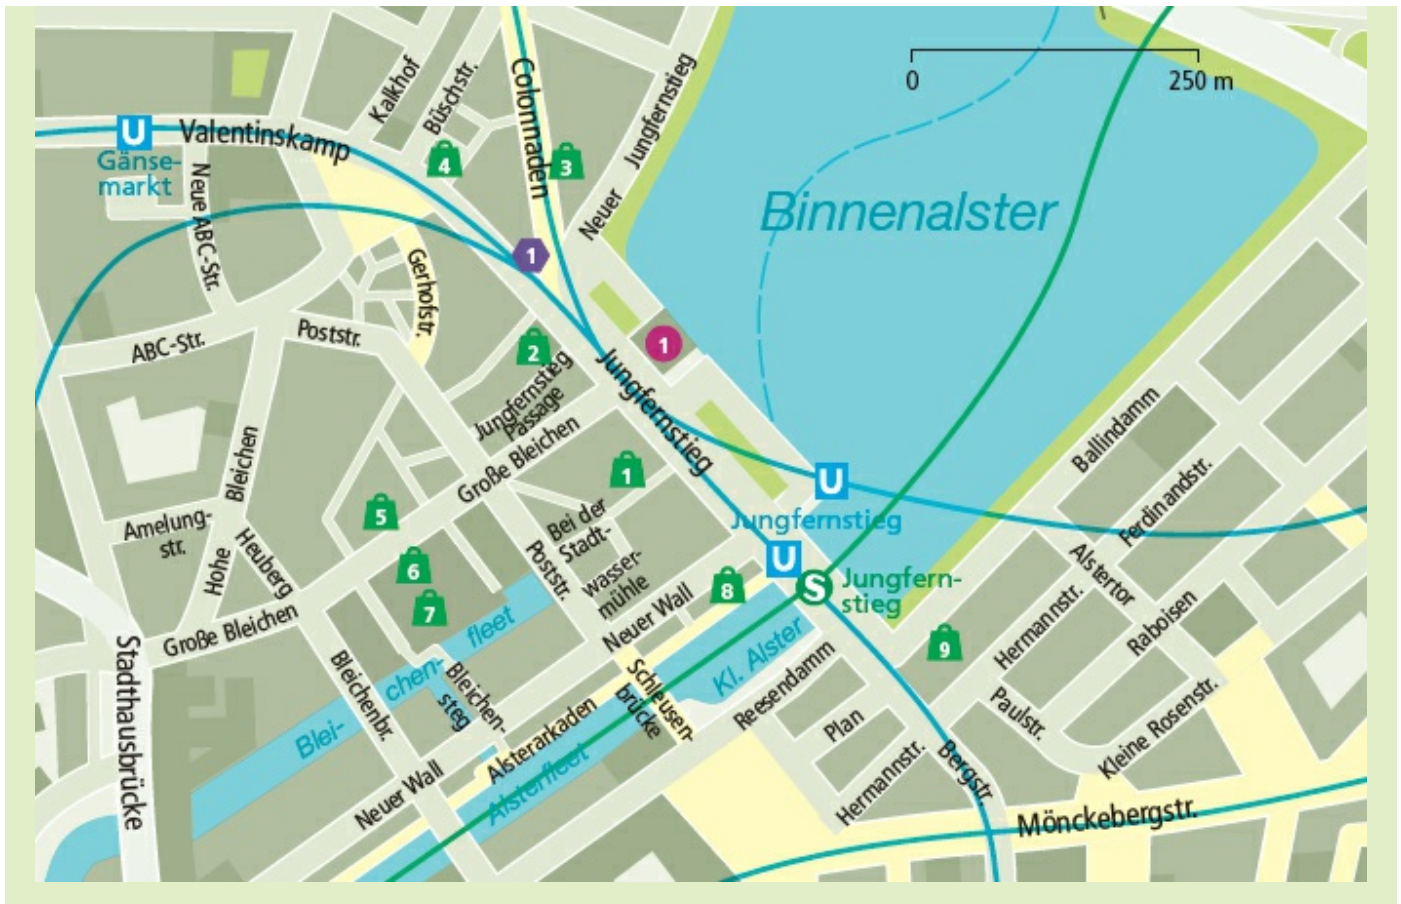 0
250 m
Kalkhof
Büschstr.
Colonnaden
Neuer Jungfernstieg
U
Valentinskamp
Gänse-
markt
Neue ABC-Str.
4
3
Binnenalster
1
Gerhofstr.
ABC-Str.
Poststr.
2
1
Jungfernstieg
Passage
Jungfernstieg
Große Bleichen
Ballindamm
Ferdinandstr.
Hohe Bleichen
1
U
Jungfernstieg
5
Amelung-
str.
Heuberg
Bei der
Stadt-
wasser-
mühle
Poststr.
6
7
U
8
S
Jungfern-
stieg
Alstertor
Hermannstr.
Raboisen
9
Große Bleichen
Neuer Wall
Stadthausbrücke
Blei-
chen-
fleet
Bleichenbr.
Bleichen-
steg
Schleusen-
brücke
Kl. Alster
Reesendamm
Plan
Paulstr.
Kleine Rosenstr.
Alsterarkaden
Alsterfleet
Neuer Wall
Hermannstr.
Bergstr.
Mönckebergstr.